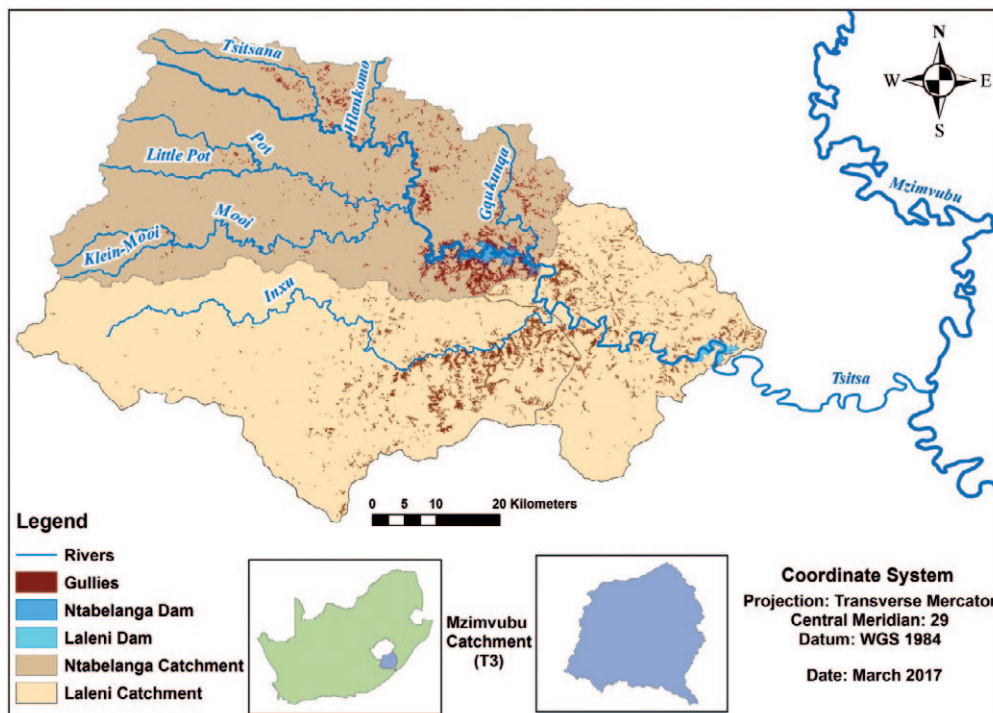 N
W E
S
Tsitsana
Hlankomo
Pot
Little Pot
Gqukunqa
Mzimvubu
Mooi
Klein-Mooi
Inxu
Tsitsa
0 5 10 20 Kilometers
Legend
Rivers
Gullies
Ntabelanga Dam
Laleni Dam
Ntabelanga Catchment
Laleni Catchment
Mzimvubu
Catchment
(T3)
Coordinate System
Projection: Transverse Mercator
Central Meridian: 29
Datum: WGS 1984
Date: March 2017